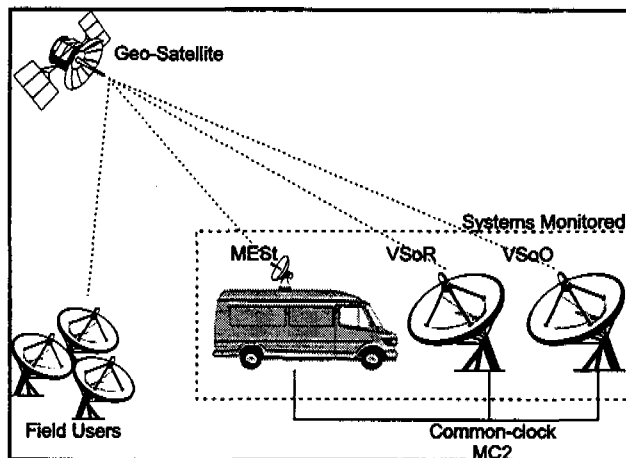 Geo-Satellite
Systems Monitored
MESt
VSoR
VSoO
Field Users
Common-clock
MC2